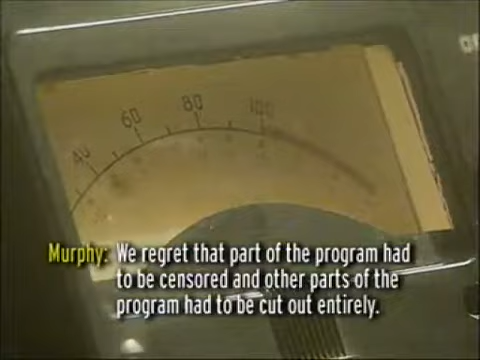 40 60 80 100
Murphy: We regret that part of the program had
to be censored and other parts of the
program had to be cut out entirely.